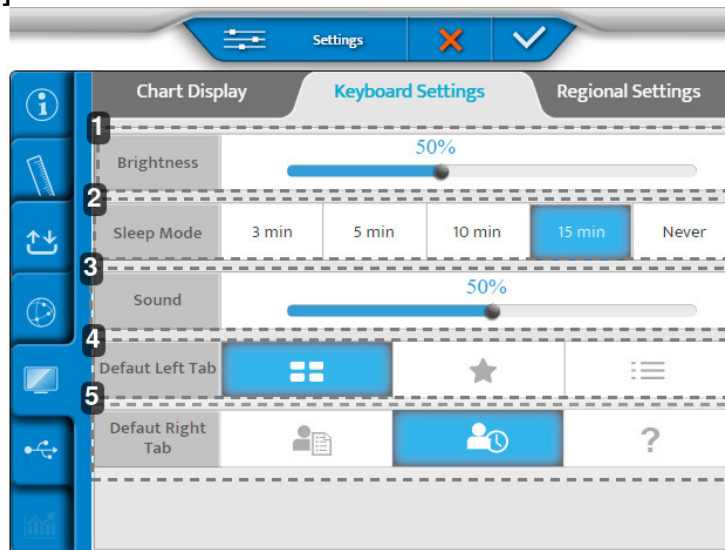 ]
Settings
Chart Display Keyboard Settings Regional Settings
1
Brightness 50%
2
Sleep Mode 3 min 5 min 10 min 15 min Never
3
Sound 50%
4
Defaut Left Tab
5
Defaut Right
Tab ?